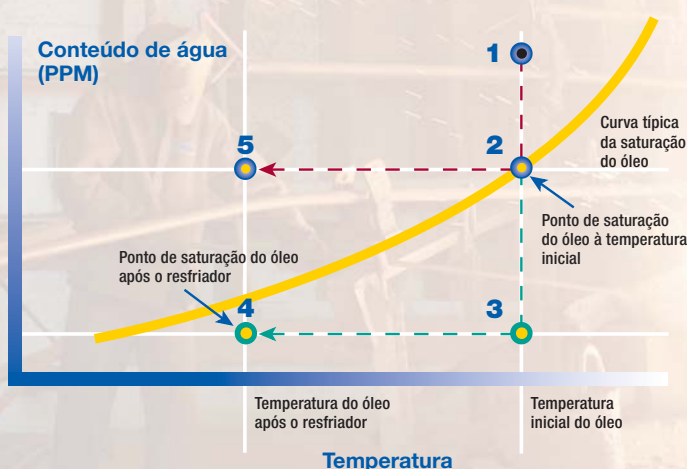 Conteúdo de água
(PPM)
1
5
2
Curva típica
da saturação
do óleo
Ponto de saturação
do óleo à temperatura
inicial
Ponto de saturação do óleo
após o resfriador
4
3
Temperatura do óleo
após o resfriador
Temperatura
inicial do óleo
Temperatura